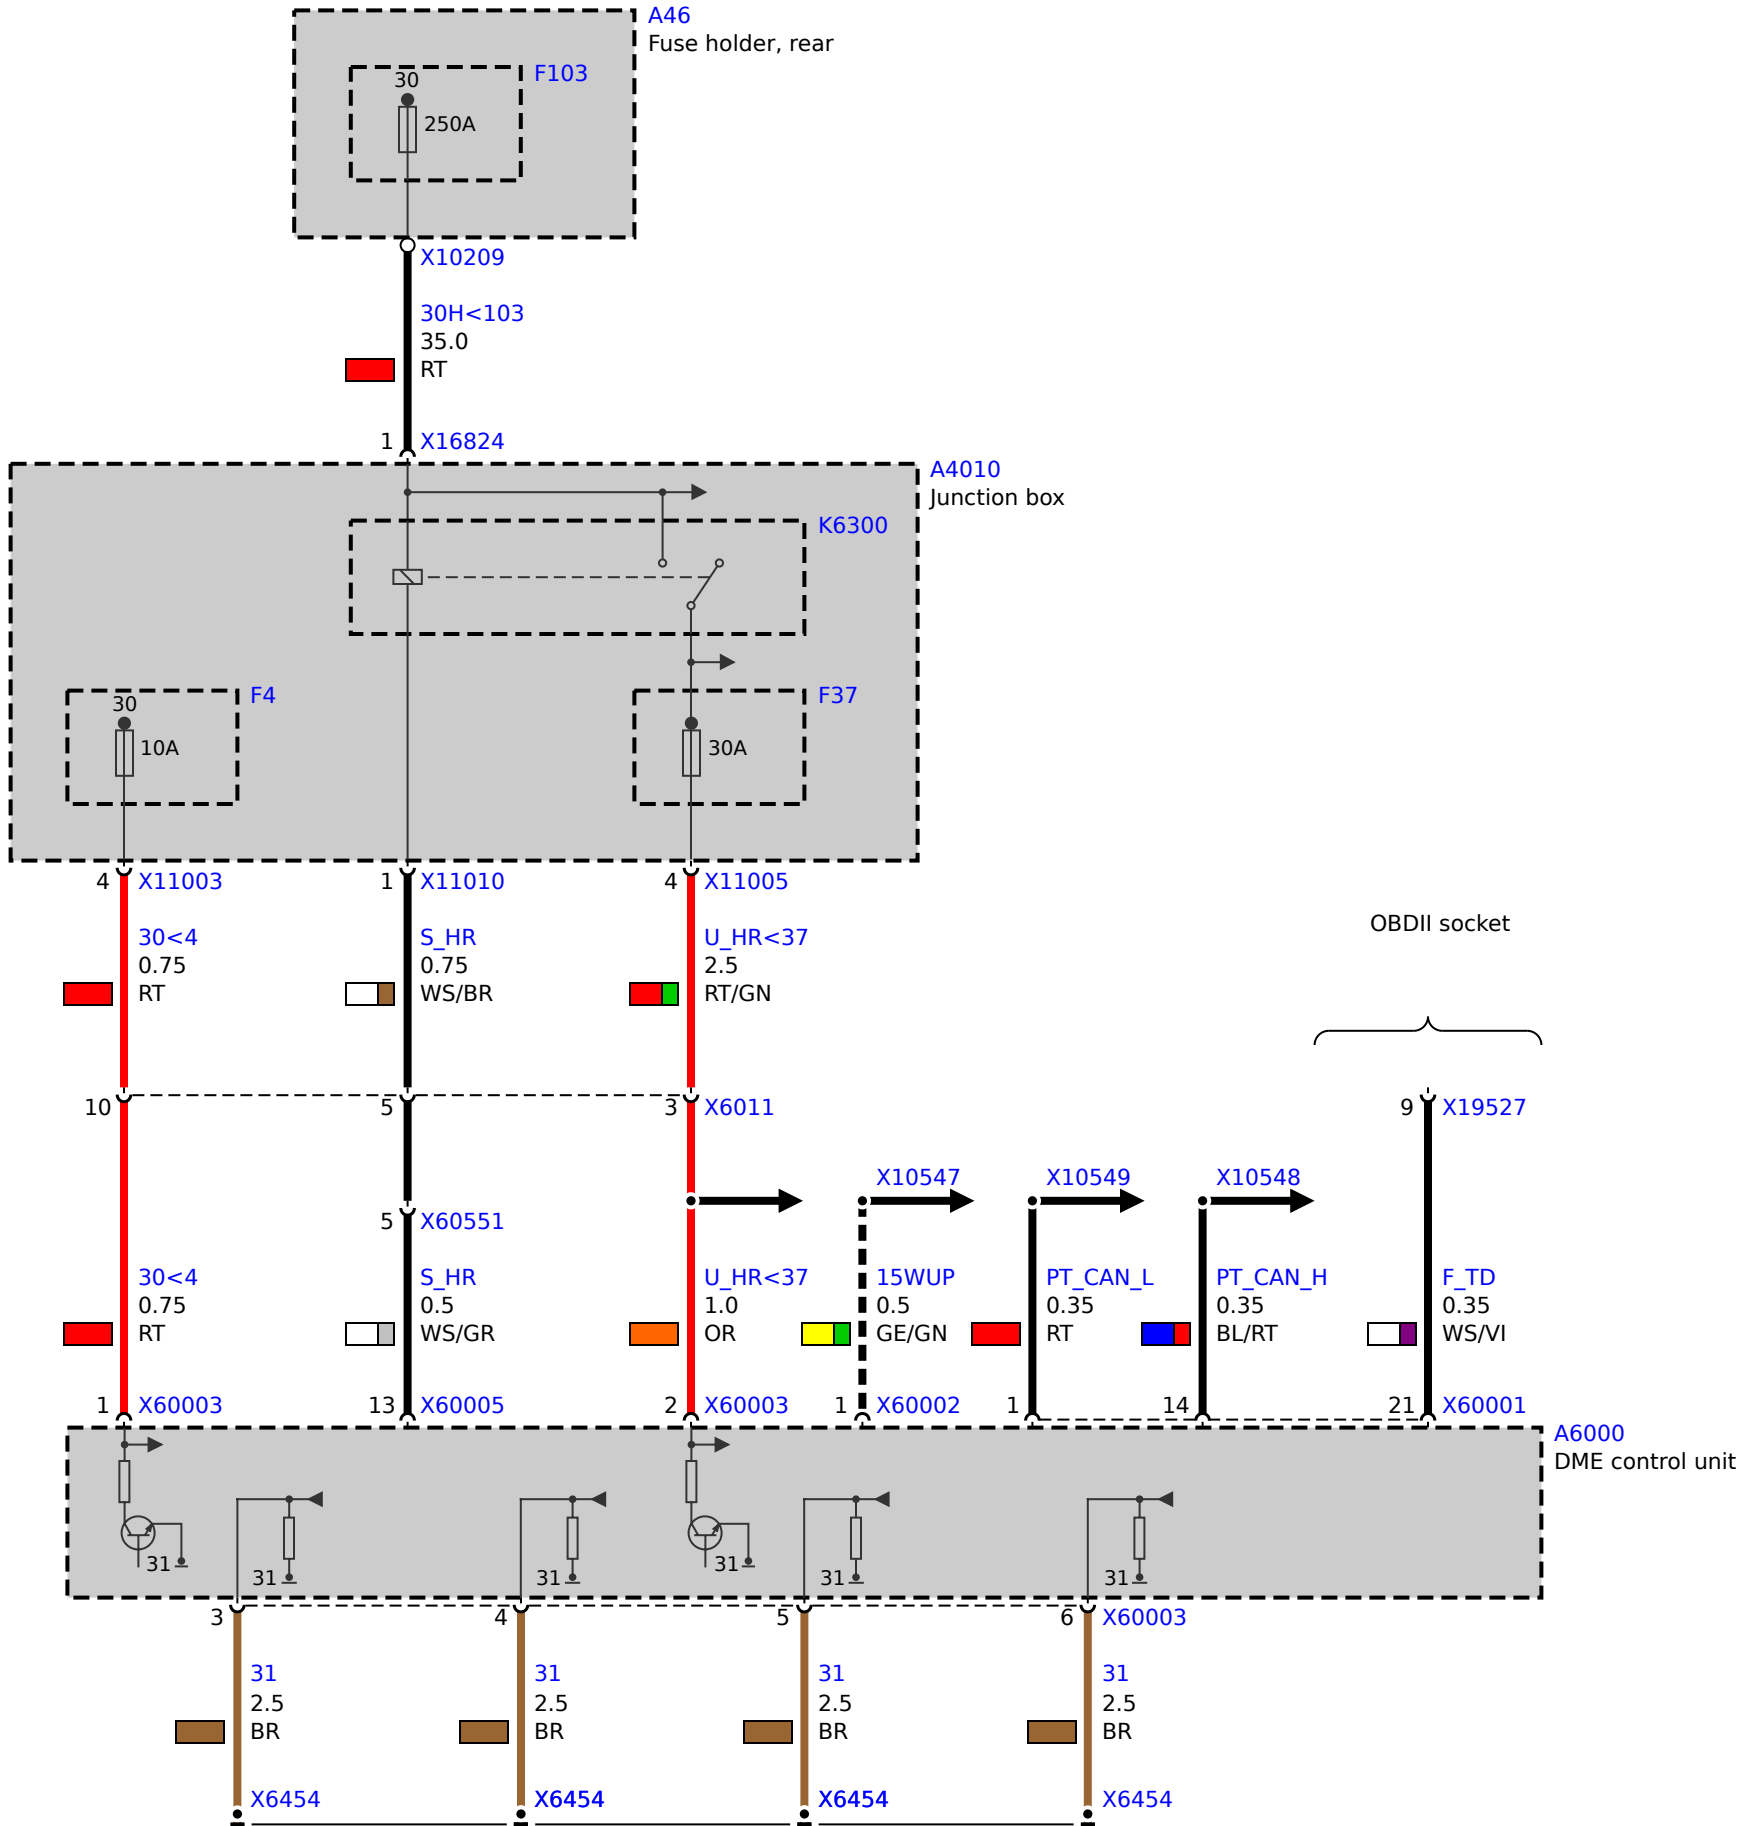 A46
Fuse holder, rear
F103
30
250A
X10209
30H<103
35.0
RT
1 X16824
A4010
Junction box
K6300
F4
30
10A
F37
30A
4 X11003
1 X11010
4 X11005
OBDII socket
30<4
0.75
RT
S_HR
0.75
WS/BR
U_HR<37
2.5
RT/GN
10
5
3 X6011
9 X19527
X10547
X10549
X10548
5 X60551
30<4
0.75
RT
S_HR
0.5
WS/GR
U_HR<37
1.0
OR
15WUP
0.5
GE/GN
PT_CAN_L
0.35
RT
PT_CAN_H
0.35
BL/RT
F_TD
0.35
WS/VI
1 X60003
13 X60005
2 X60003
1 X60002
1
14
21 X60001
A6000
DME control unit
31
31
31
31
31
31
3
4
5
6 X60003
31
2.5
BR
31
2.5
BR
31
2.5
BR
31
2.5
BR
X6454
X6454
X6454
X6454